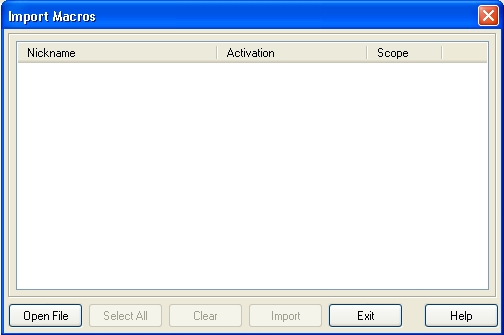 Import Macros
Nickname Activation Scope
Open File Select All Clear Import Exit Help